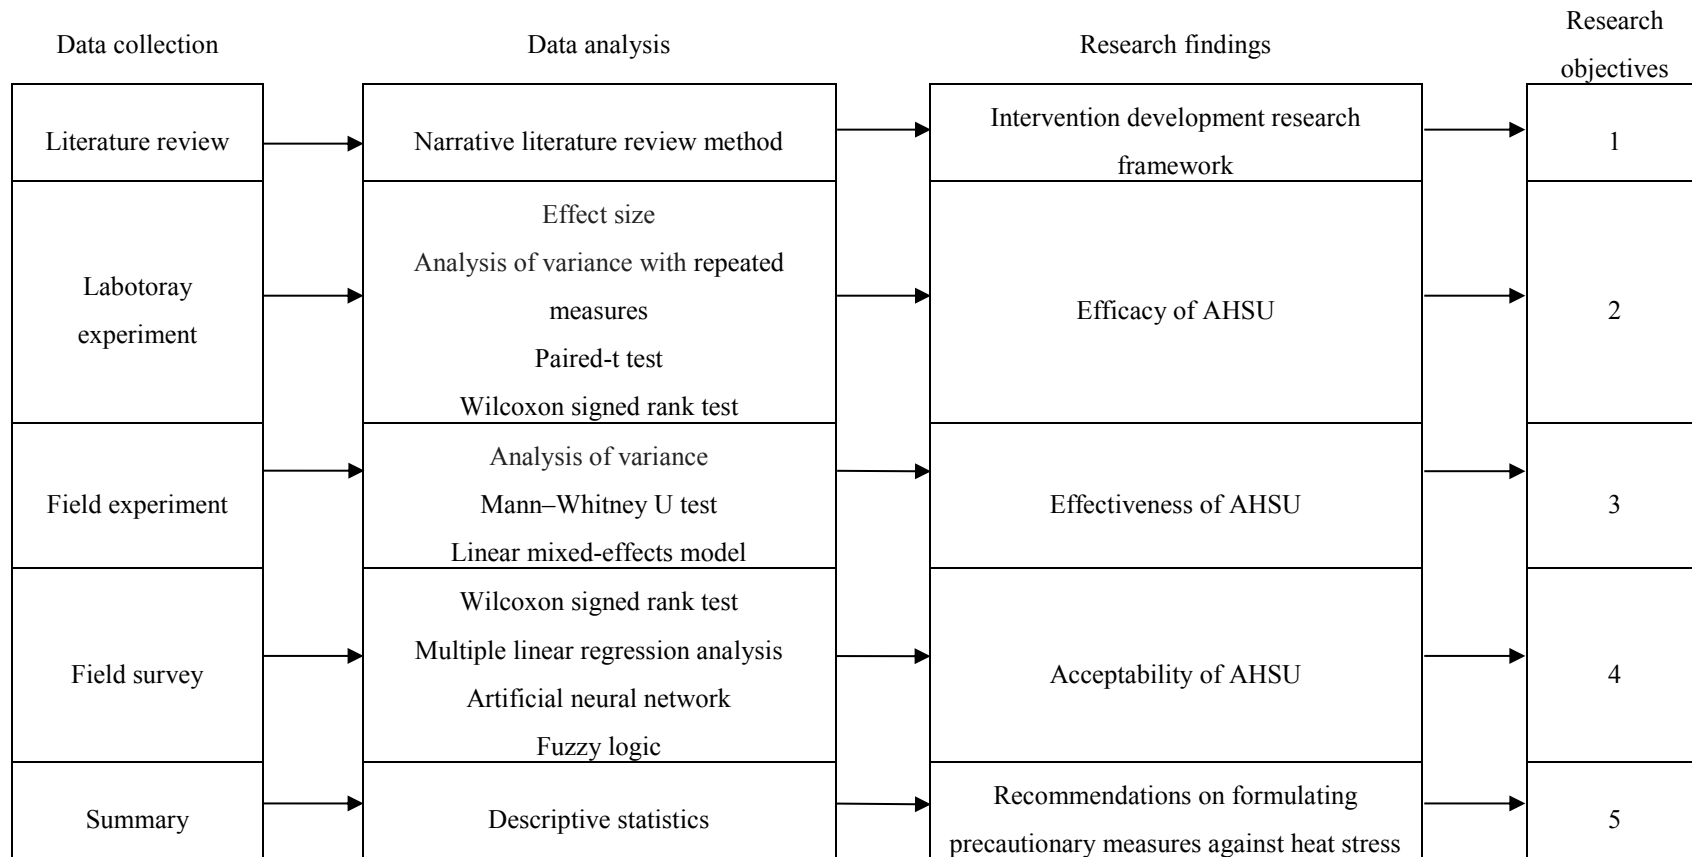 Data collection
Data analysis
Research findings
Research
objectives
Literature review
Narrative literature review method
Intervention development research
framework
1
Labotoray
experiment
Effect size
Analysis of variance with repeated
measures
Paired-t test
Wilcoxon signed rank test
Efficacy of AHSU
2
Field experiment
Analysis of variance
Mann–Whitney U test
Linear mixed-effects model
Effectiveness of AHSU
3
Field survey
Wilcoxon signed rank test
Multiple linear regression analysis
Artificial neural network
Fuzzy logic
Acceptability of AHSU
4
Summary
Descriptive statistics
Recommendations on formulating
precautionary measures against heat stress
5